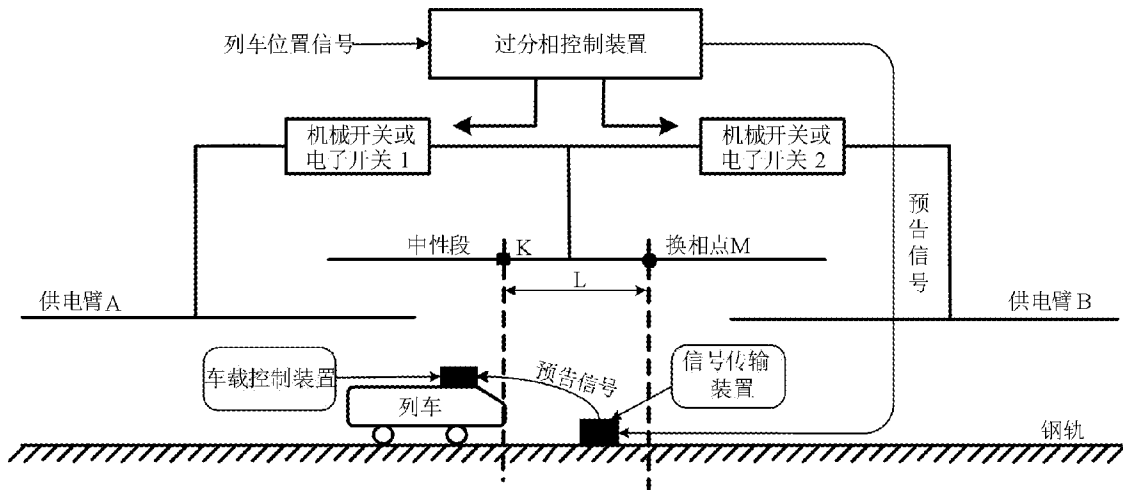 列车位置信号
过分相控制装置
机械开关或
电子开关 1
机械开关或
电子开关 2
预告信号
中性段
K
换相点M
L
供电臂A
供电臂B
车载控制装置
预告信号
信号传输
装置
列车
钢轨